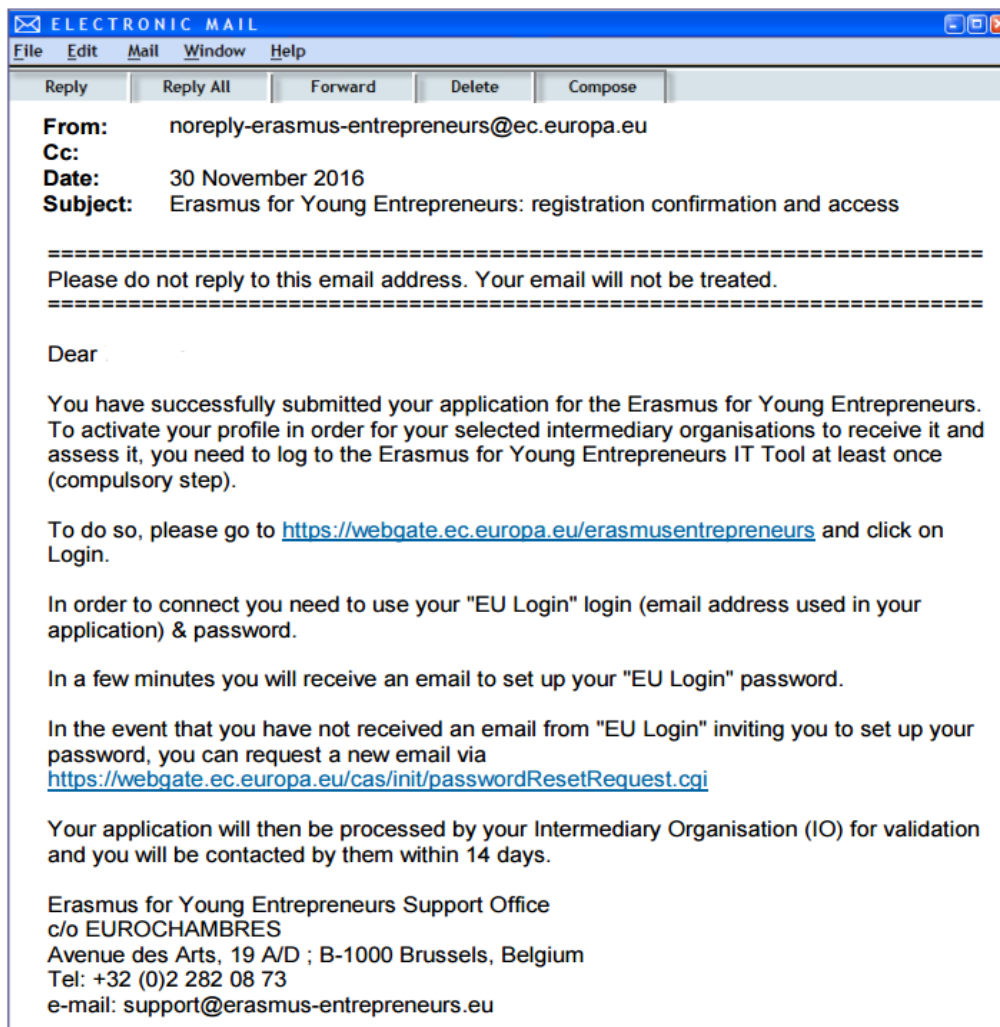 ELECTRONIC MAIL
File Edit Mail Window Help
Reply Reply All Forward Delete Compose
From: noreply-erasmus-entrepreneurs@ec.europa.eu
Cc:
Date: 30 November 2016
Subject: Erasmus for Young Entrepreneurs: registration confirmation and access
=====================================================================
Please do not reply to this email address. Your email will not be treated.
=====================================================================
Dear
You have successfully submitted your application for the Erasmus for Young Entrepreneurs.
To activate your profile in order for your selected intermediary organisations to receive it and
assess it, you need to log to the Erasmus for Young Entrepreneurs IT Tool at least once
(compulsory step).
To do so, please go to https://webgate.ec.europa.eu/erasmusentrepreneurs and click on
Login.
In order to connect you need to use your "EU Login" login (email address used in your
application) & password.
In a few minutes you will receive an email to set up your "EU Login" password.
In the event that you have not received an email from "EU Login" inviting you to set up your
password, you can request a new email via
https://webgate.ec.europa.eu/cas/init/passwordResetRequest.cgi
Your application will then be processed by your Intermediary Organisation (IO) for validation
and you will be contacted by them within 14 days.
Erasmus for Young Entrepreneurs Support Office
c/o EUROCHAMBRES
Avenue des Arts, 19 A/D ; B-1000 Brussels, Belgium
Tel: +32 (0)2 282 08 73
e-mail: support@erasmus-entrepreneurs.eu